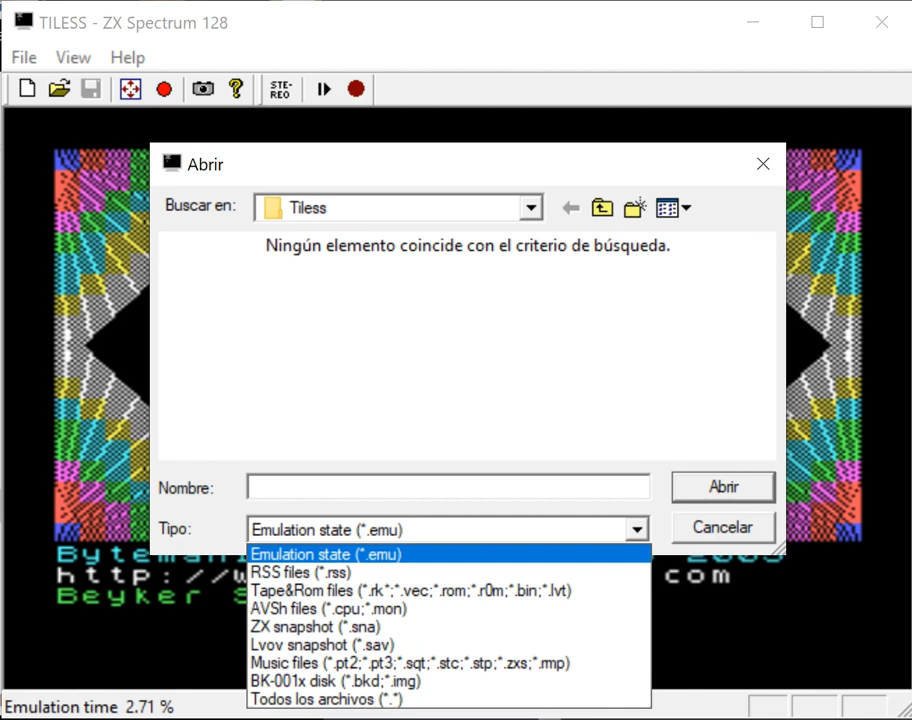 TILESS - ZX Spectrum 128
File View Help
STE-
REO
Abrir
Buscar en: Tiless
Ningún elemento coincide con el criterio de búsqueda.
Nombre: Abrir
Tipo: Emulation state (*.emu) Cancelar
Emulation state (*.emu)
RSS files (*.rss)
Tape&Rom files (*.rk*;*.vec;*.rom;*.r0m;*.bin;*.lvt)
AVSh files (*.cpu;*.mon)
ZX snapshot (*.sna)
Lvov snapshot (*.sav)
Music files (*.pt2;*.pt3;*.sqt;*.stc;*.stp;*.zxs;*.mp)
BK-001x disk (*.bkd;*.img)
Todos los archivos (*.*)
http://w
com
Beyker S
Emulation time 2.71 %